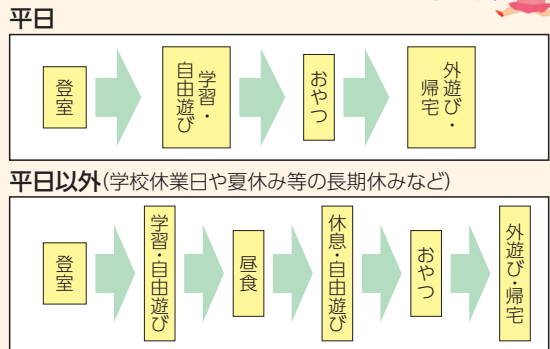 平日
登室
学習・
自由遊び
おやつ
外遊び・
帰宅
平日以外(学校休業日や夏休み等の長期休みなど)
登室
学習・自由遊び
昼食
休息・自由遊び
おやつ
外遊び・帰宅